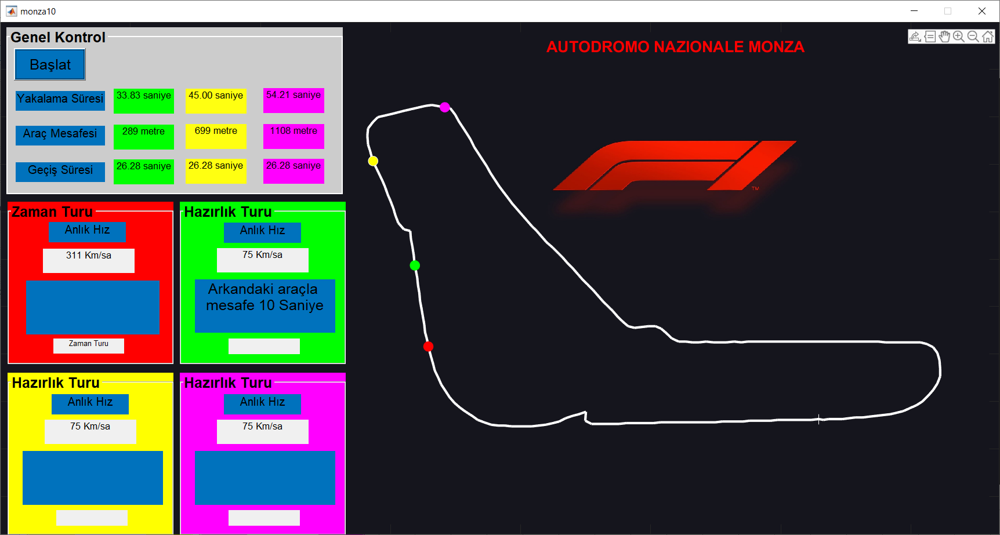 monza10
Genel Kontrol
Başlat
Yakalama Süresi
33.83 saniye
45.00 saniye
54.21 saniye
Araç Mesafesi
289 metre
699 metre
1108 metre
Geçiş Süresi
26.28 saniye
26.28 saniye
26.28 saniye
AUTODROMO NAZIONALE MONZA
F1
TM
Zaman Turu
Anlık Hız
311 Km/sa
Zaman Turu
Hazırlık Turu
Anlık Hız
75 Km/sa
Arkandaki araçla
mesafe 10 Saniye
Hazırlık Turu
Anlık Hız
75 Km/sa
Hazırlık Turu
Anlık Hız
75 Km/sa